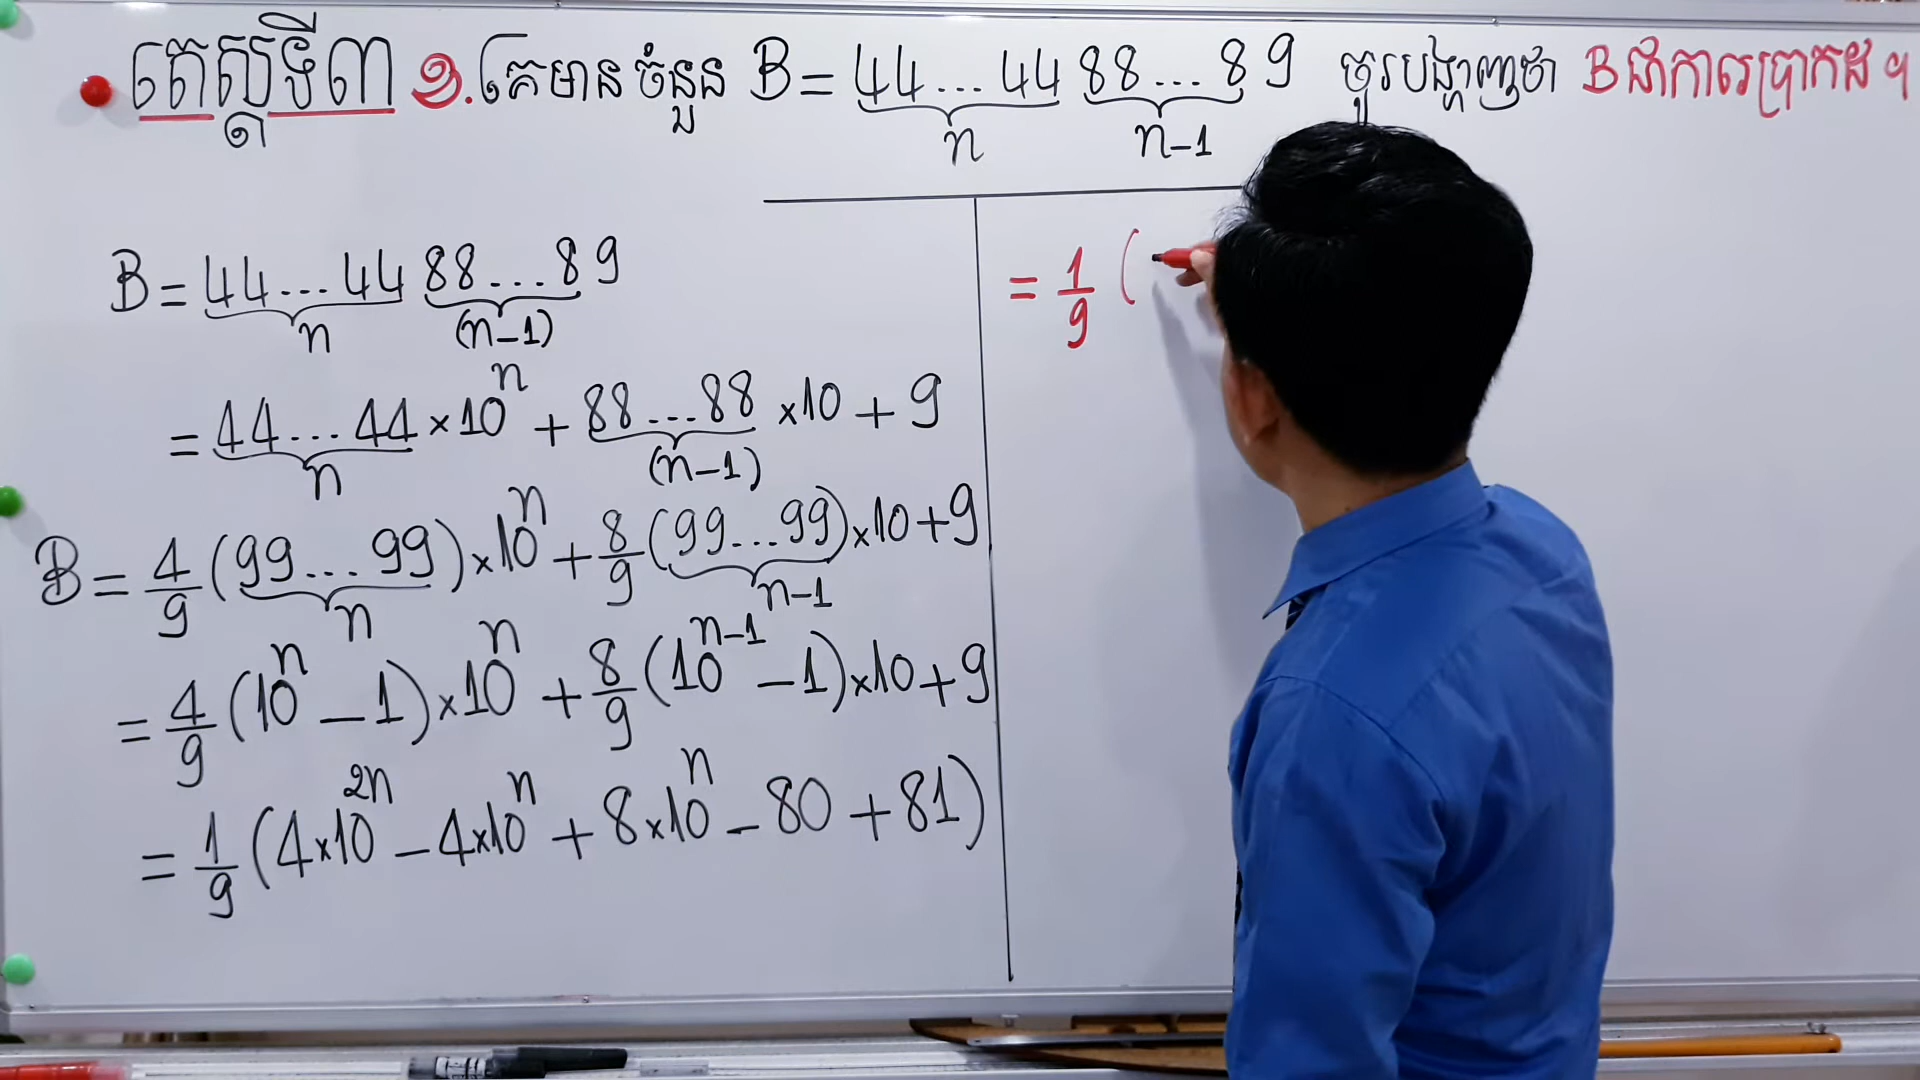 តេស្តទី៣ ១. គេមានចំនួន B = 44...44 88...8 9 ចូរបង្ហាញថា B ជាការេប្រាកដ ។
n n-1
B = 44...44 88...8 9
n (n-1)
= 44...44 × 10^n + 88...88 × 10 + 9
n (n-1)
B = 4/9 (99...99) × 10^n + 8/9 (99...99) × 10 + 9
n n-1
= 4/9 (10^n - 1) × 10^n + 8/9 (10^{n-1} - 1) × 10 + 9
= 1/9 (4×10^{2n} - 4×10^n + 8×10^n - 80 + 81)
= 1/9 (